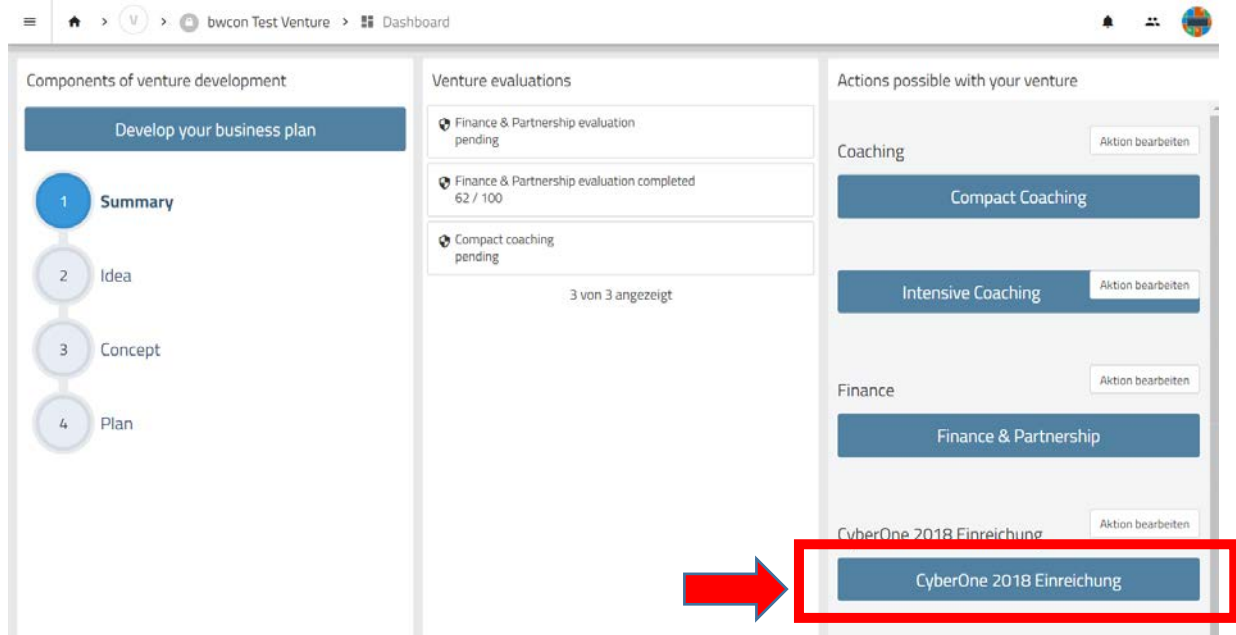 V
bwcon Test Venture
Dashboard
Components of venture development
Develop your business plan
1 Summary
2 Idea
3 Concept
4 Plan
Venture evaluations
Finance & Partnership evaluation
pending
Finance & Partnership evaluation completed
62 / 100
Compact coaching
pending
3 von 3 angezeigt
Actions possible with your venture
Coaching
Aktion bearbeiten
Compact Coaching
Intensive Coaching
Aktion bearbeiten
Finance
Aktion bearbeiten
Finance & Partnership
CyberOne 2018 Einreichung
Aktion bearbeiten
CyberOne 2018 Einreichung